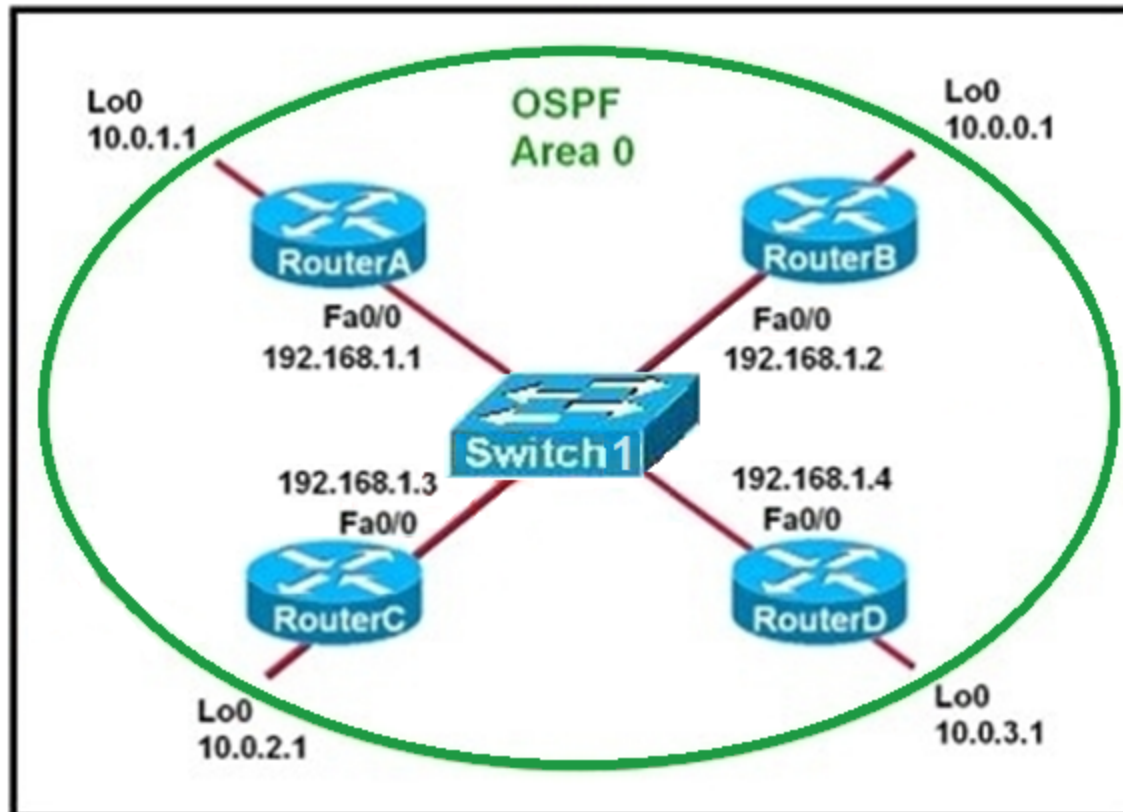 OSPF
Area 0
Lo0
10.0.1.1
Lo0
10.0.0.1
RouterA
RouterB
Fa0/0
192.168.1.1
Fa0/0
192.168.1.2
Switch1
192.168.1.3
Fa0/0
192.168.1.4
Fa0/0
RouterC
RouterD
Lo0
10.0.2.1
Lo0
10.0.3.1